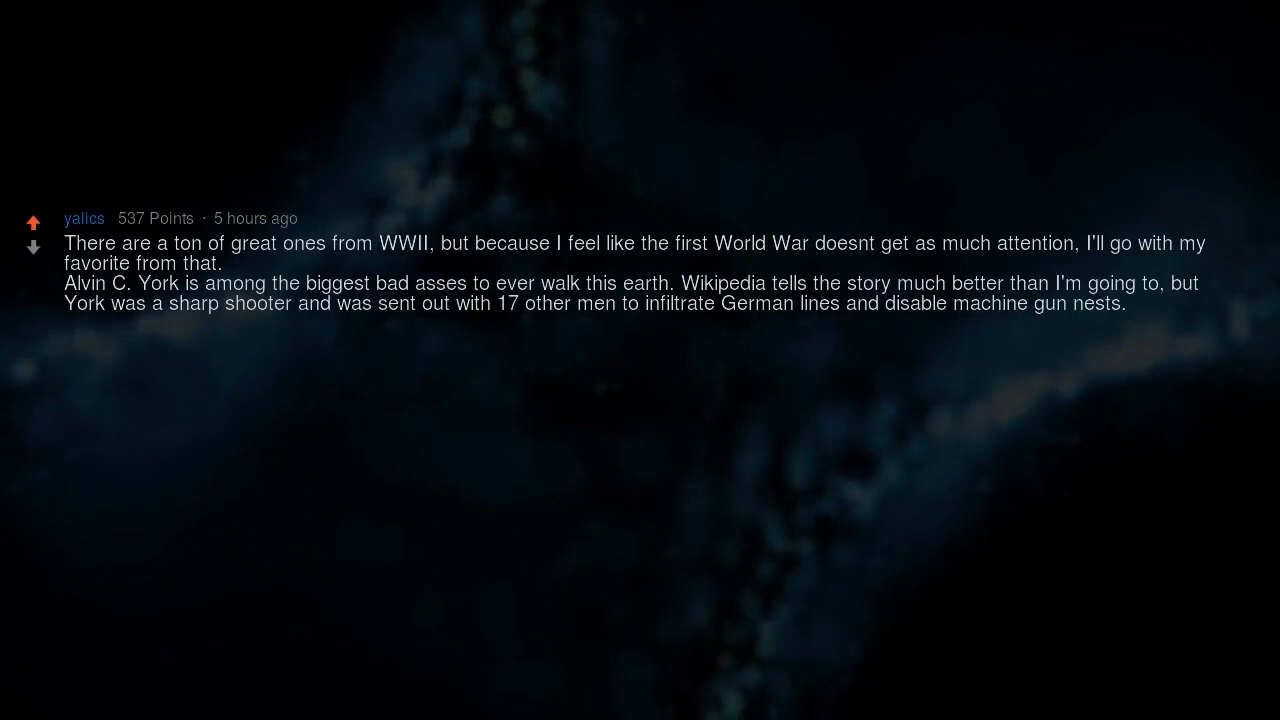 yalics 537 Points · 5 hours ago
There are a ton of great ones from WWII, but because I feel like the first World War doesnt get as much attention, I'll go with my
favorite from that.
Alvin C. York is among the biggest bad asses to ever walk this earth. Wikipedia tells the story much better than I'm going to, but
York was a sharp shooter and was sent out with 17 other men to infiltrate German lines and disable machine gun nests.